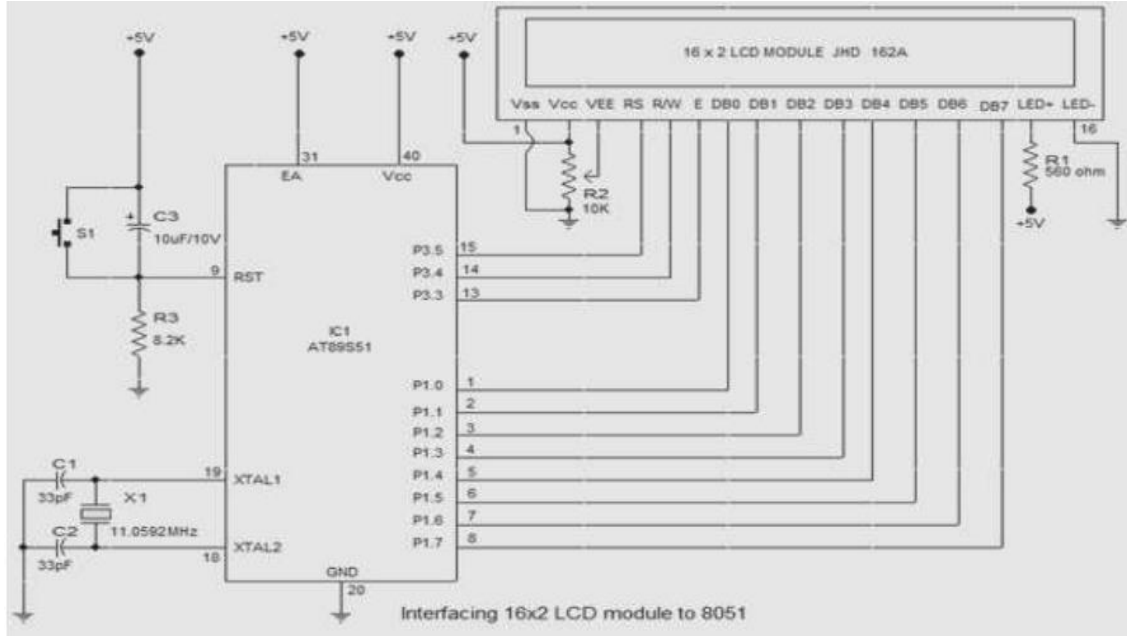 +5V +5V +5V +5V
16 x 2 LCD MODULE JHD 162A
Vss Vcc VEE RS R/W E DB0 DB1 DB2 DB3 DB4 DB5 DB6 DB7 LED+ LED-
1 16
31 40
EA Vcc
R1
560 ohm
+5V
R2
10K
S1
+ C3
10uF/10V
9 RST
P3.5 15
P3.4 14
P3.3 13
R3
8.2K
IC1
AT89S51
P1.0 1
P1.1 2
P1.2 3
P1.3 4
P1.4 5
P1.5 6
P1.6 7
P1.7 8
C1
33pF
19 XTAL1
X1
11.0592MHz
C2
33pF
18 XTAL2
GND
20
Interfacing 16x2 LCD module to 8051